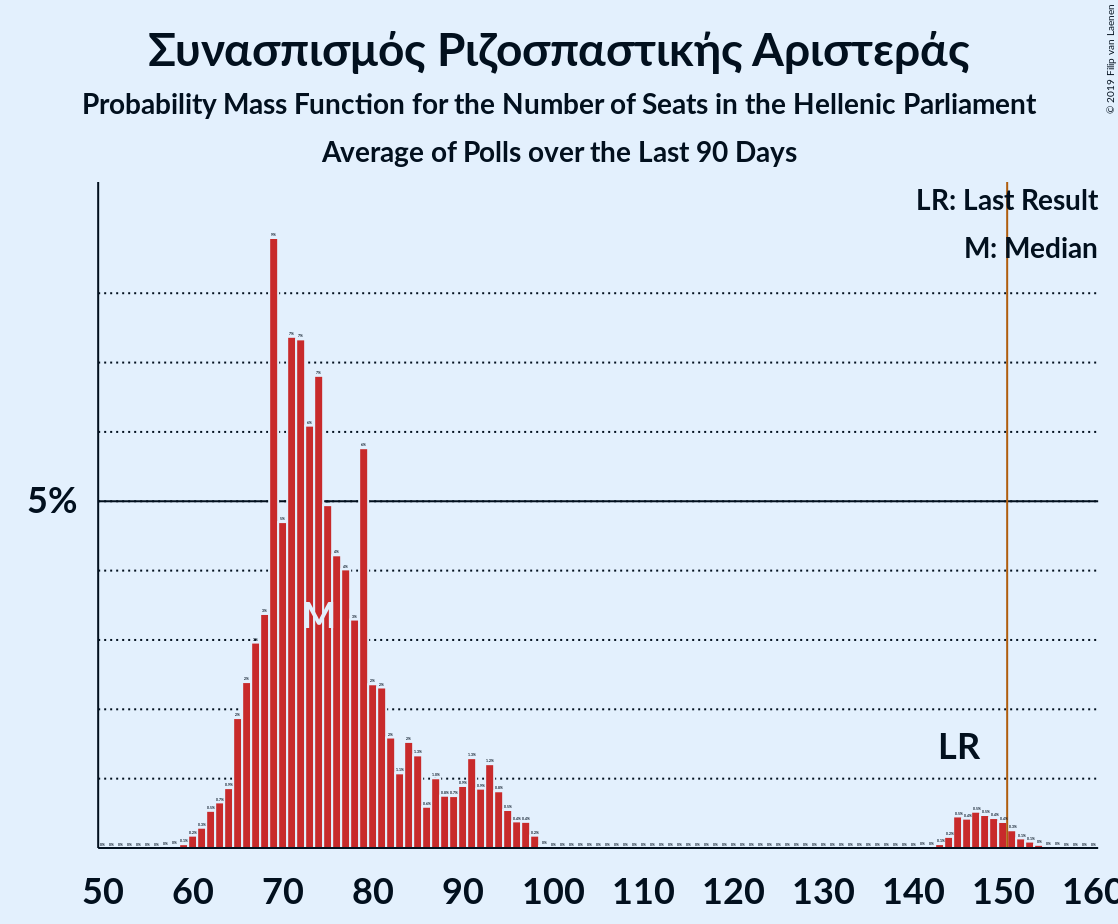 Συνασπισμός Ριζοσπαστικής Αριστεράς
Probability Mass Function for the Number of Seats in the Hellenic Parliament
Average of Polls over the Last 90 Days
© 2019 Filip van Laenen
LR: Last Result
M: Median
5%
M
LR
50 60 70 80 90 100 110 120 130 140 150 160